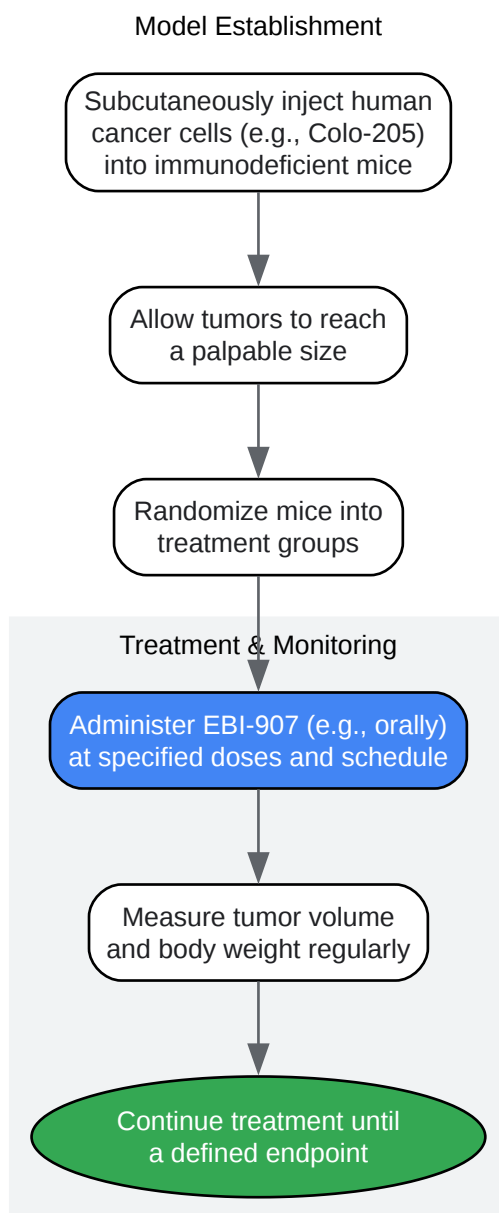 Model Establishment
Subcutaneously inject human
cancer cells (e.g., Colo-205)
into immunodeficient mice
Allow tumors to reach
a palpable size
Randomize mice into
treatment groups
Treatment & Monitoring
Administer EBI-907 (e.g., orally)
at specified doses and schedule
Measure tumor volume
and body weight regularly
Continue treatment until
a defined endpoint